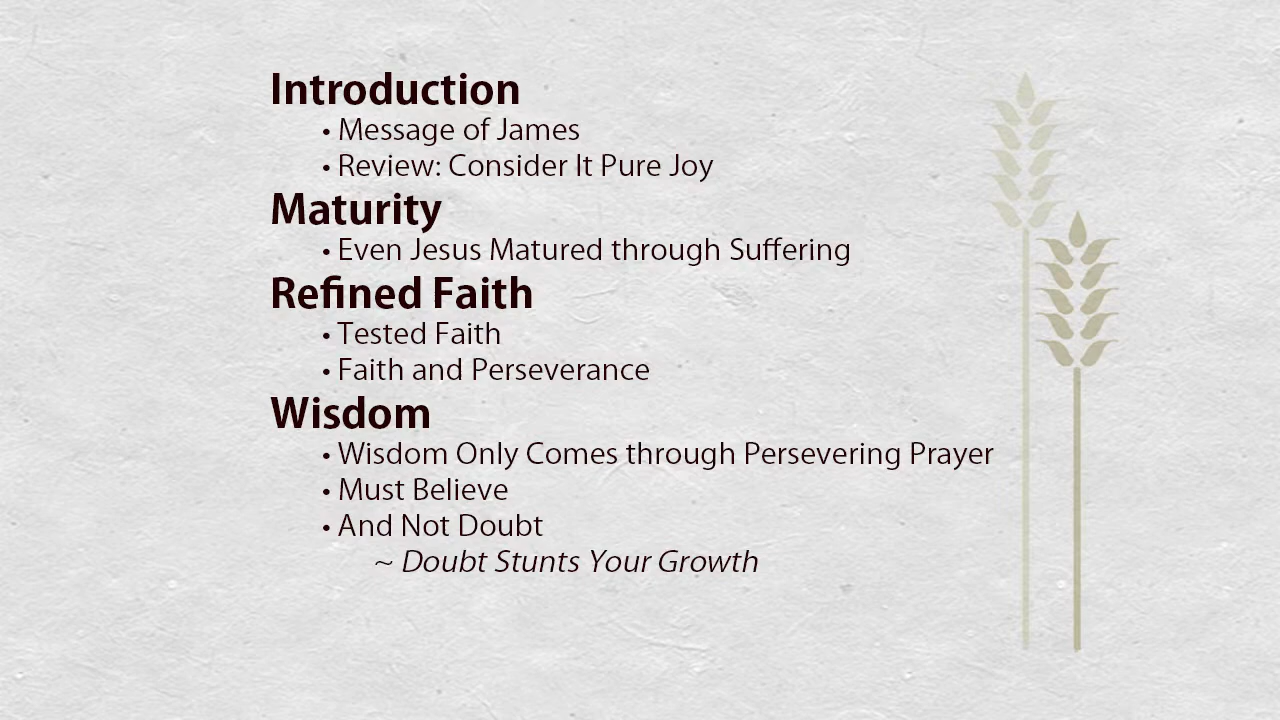 Introduction
• Message of James
• Review: Consider It Pure Joy
Maturity
• Even Jesus Matured through Suffering
Refined Faith
• Tested Faith
• Faith and Perseverance
Wisdom
• Wisdom Only Comes through Persevering Prayer
• Must Believe
• And Not Doubt
~ Doubt Stunts Your Growth